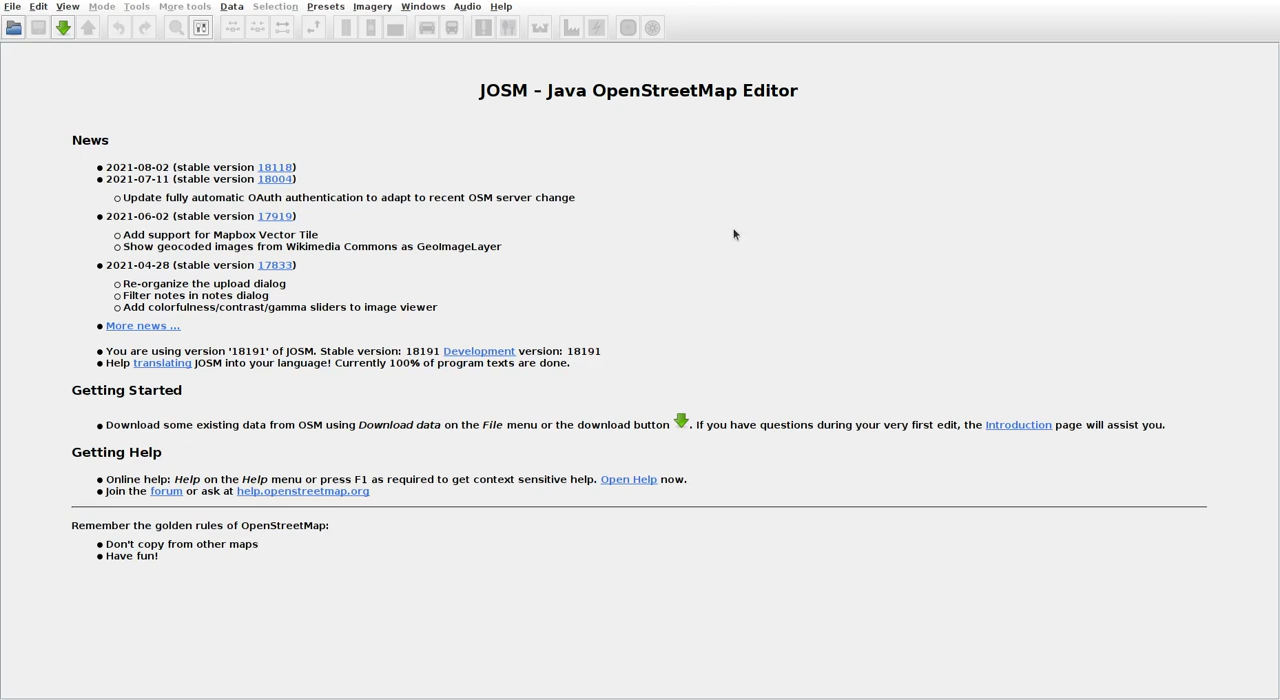 File Edit View Mode Tools More tools Data Selection Presets Imagery Windows Audio Help
JOSM – Java OpenStreetMap Editor
News
● 2021-08-02 (stable version 18118)
● 2021-07-11 (stable version 18004)
○ Update fully automatic OAuth authentication to adapt to recent OSM server change
● 2021-06-02 (stable version 17919)
○ Add support for Mapbox Vector Tile
○ Show geocoded images from Wikimedia Commons as GeoImageLayer
● 2021-04-28 (stable version 17833)
○ Re-organize the upload dialog
○ Filter notes in notes dialog
○ Add colorfulness/contrast/gamma sliders to image viewer
● More news ...
● You are using version '18191' of JOSM. Stable version: 18191 Development version: 18191
● Help translating JOSM into your language! Currently 100% of program texts are done.
Getting Started
● Download some existing data from OSM using Download data on the File menu or the download button . If you have questions during your very first edit, the Introduction page will assist you.
Getting Help
● Online help: Help on the Help menu or press F1 as required to get context sensitive help. Open Help now.
● Join the forum or ask at help.openstreetmap.org
Remember the golden rules of OpenStreetMap:
● Don't copy from other maps
● Have fun!